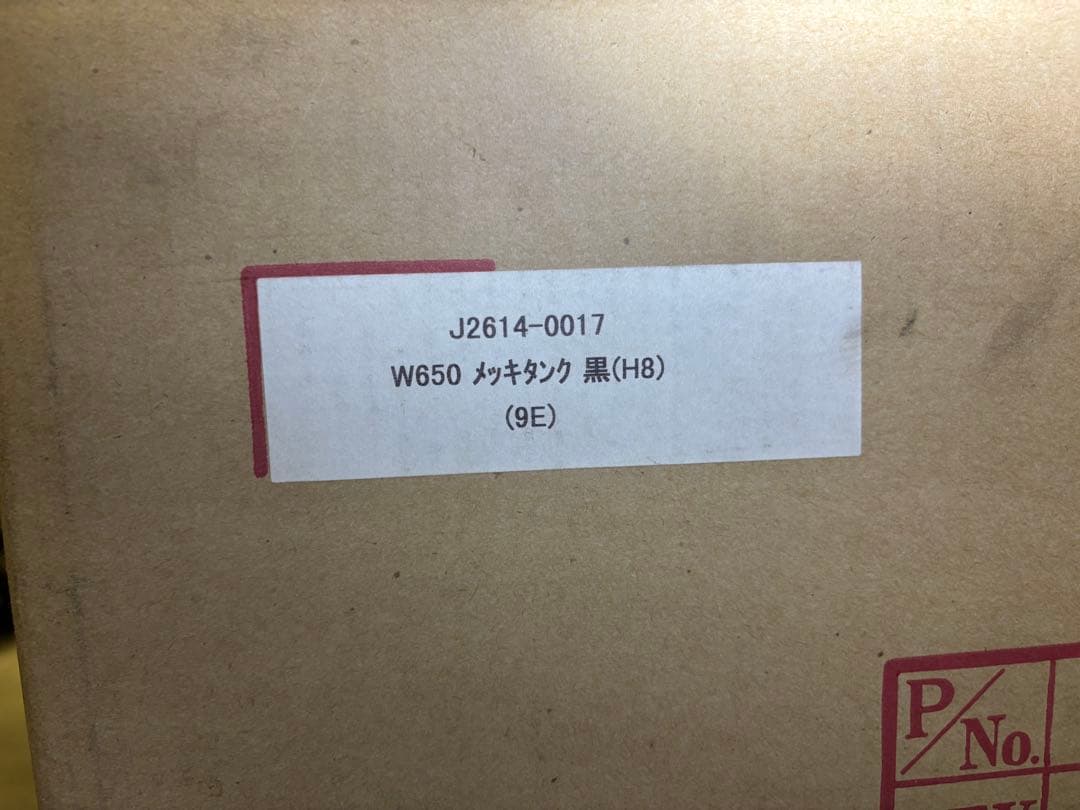 J2614-0017
W650 ﾒｯｷﾀﾝｸ 黒(H8)
(9E)
P/No.